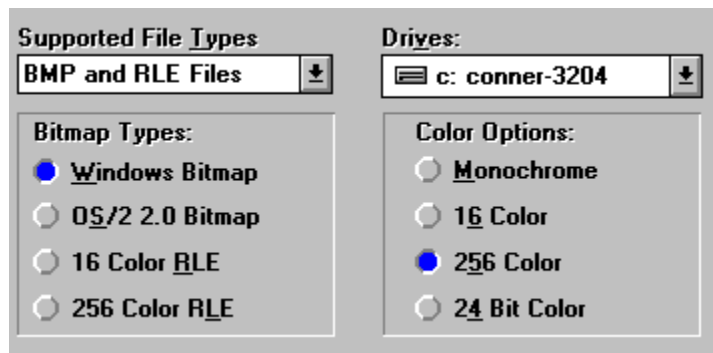 Supported File Types
BMP and RLE Files
Drives:
c: conner-3204
Bitmap Types:
Windows Bitmap
OS/2 2.0 Bitmap
16 Color RLE
256 Color RLE
Color Options:
Monochrome
16 Color
256 Color
24 Bit Color